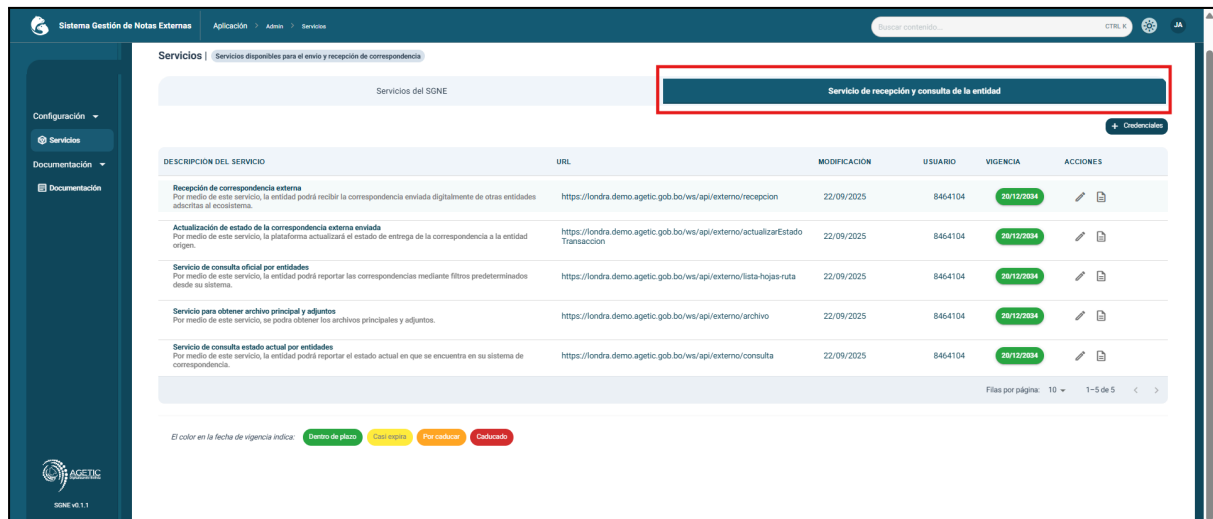 Sistema Gestión de Notas Externas
Aplicación > Admin > Servicios
Buscar contenido...
CTRL K
JA
Servicios | Servicios disponibles para el envío y recepción de correspondencia
Servicios del SGNE
Servicio de recepción y consulta de la entidad
Configuración
Servicios
Documentación
Documentación
+ Credenciales
DESCRIPCIÓN DEL SERVICIO URL MODIFICACIÓN USUARIO VIGENCIA ACCIONES
Recepción de correspondencia externa
Por medio de este servicio, la entidad podrá recibir la correspondencia enviada digitalmente de otras entidades
adscritas al ecosistema.
https://londra.demo.agetic.gob.bo/ws/api/externo/recepcion 22/09/2025 8464104 20/12/2034
Actualización de estado de la correspondencia externa enviada
Por medio de este servicio, la plataforma actualizará el estado de entrega de la correspondencia a la entidad
origen.
https://londra.demo.agetic.gob.bo/ws/api/externo/actualizarEstado
Transaccion
22/09/2025 8464104 20/12/2034
Servicio de consulta oficial por entidades
Por medio de este servicio, la entidad podrá reportar las correspondencias mediante filtros predeterminados
desde su sistema.
https://londra.demo.agetic.gob.bo/ws/api/externo/lista-hojas-ruta 22/09/2025 8464104 20/12/2034
Servicio para obtener archivo principal y adjuntos
Por medio de este servicio, se podra obtener los archivos principales y adjuntos.
https://londra.demo.agetic.gob.bo/ws/api/externo/archivo 22/09/2025 8464104 20/12/2034
Servicio de consulta estado actual por entidades
Por medio de este servicio, la entidad podrá reportar el estado actual en que se encuentra en su sistema de
correspondencia.
https://londra.demo.agetic.gob.bo/ws/api/externo/consulta 22/09/2025 8464104 20/12/2034
Filas por página: 10 1–5 de 5 < >
El color en la fecha de vigencia indica: Dentro de plazo Casi expira Por caducar Caducado
AGETIC
SGNE v0.1.1